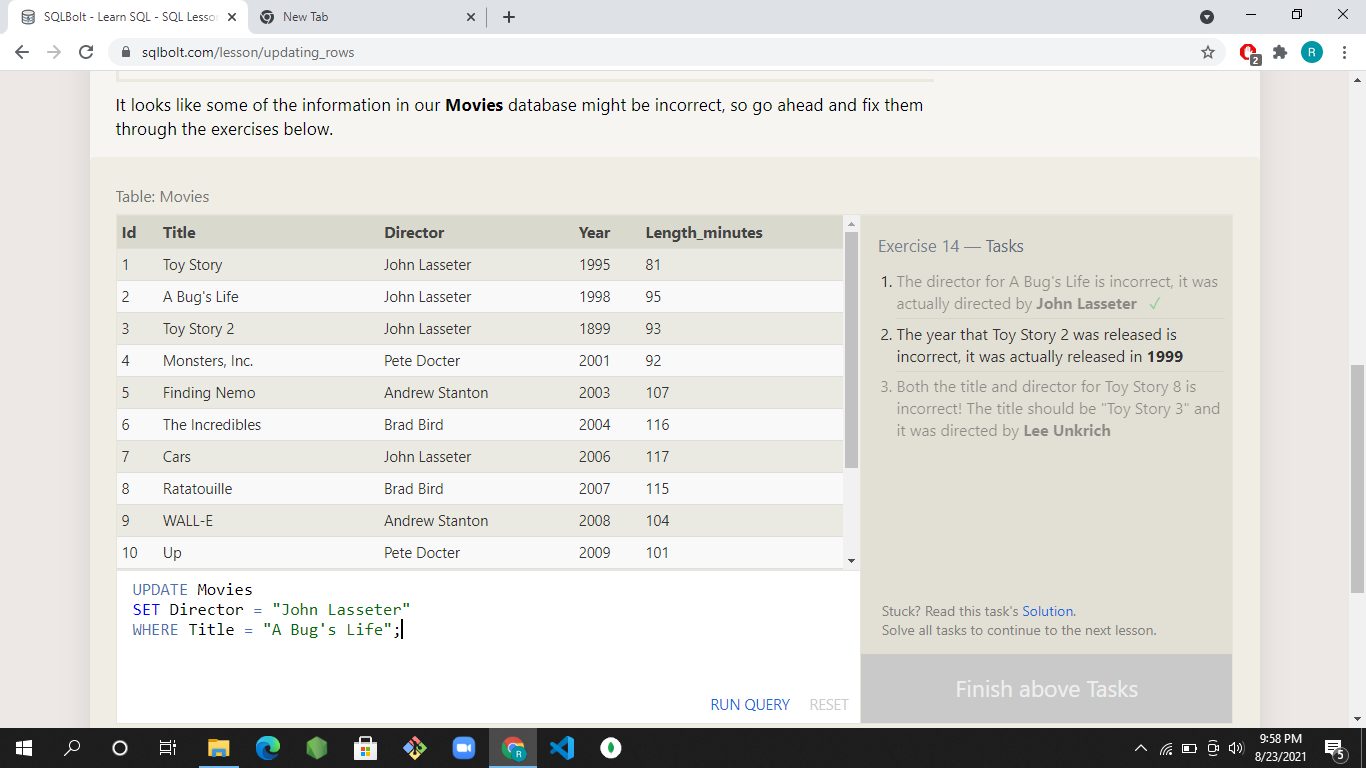 SQLBolt - Learn SQL - SQL Lesson
New Tab
sqlbolt.com/lesson/updating_rows
R
2
It looks like some of the information in our Movies database might be incorrect, so go ahead and fix them
through the exercises below.
Table: Movies
Id Title Director Year Length_minutes
1 Toy Story John Lasseter 1995 81
2 A Bug's Life John Lasseter 1998 95
3 Toy Story 2 John Lasseter 1899 93
4 Monsters, Inc. Pete Docter 2001 92
5 Finding Nemo Andrew Stanton 2003 107
6 The Incredibles Brad Bird 2004 116
7 Cars John Lasseter 2006 117
8 Ratatouille Brad Bird 2007 115
9 WALL-E Andrew Stanton 2008 104
10 Up Pete Docter 2009 101
UPDATE Movies
SET Director = "John Lasseter"
WHERE Title = "A Bug's Life";
RUN QUERY RESET
Exercise 14 — Tasks
1. The director for A Bug's Life is incorrect, it was
actually directed by John Lasseter ✓
2. The year that Toy Story 2 was released is
incorrect, it was actually released in 1999
3. Both the title and director for Toy Story 8 is
incorrect! The title should be "Toy Story 3" and
it was directed by Lee Unkrich
Stuck? Read this task's Solution.
Solve all tasks to continue to the next lesson.
Finish above Tasks
R
9:58 PM
8/23/2021
5